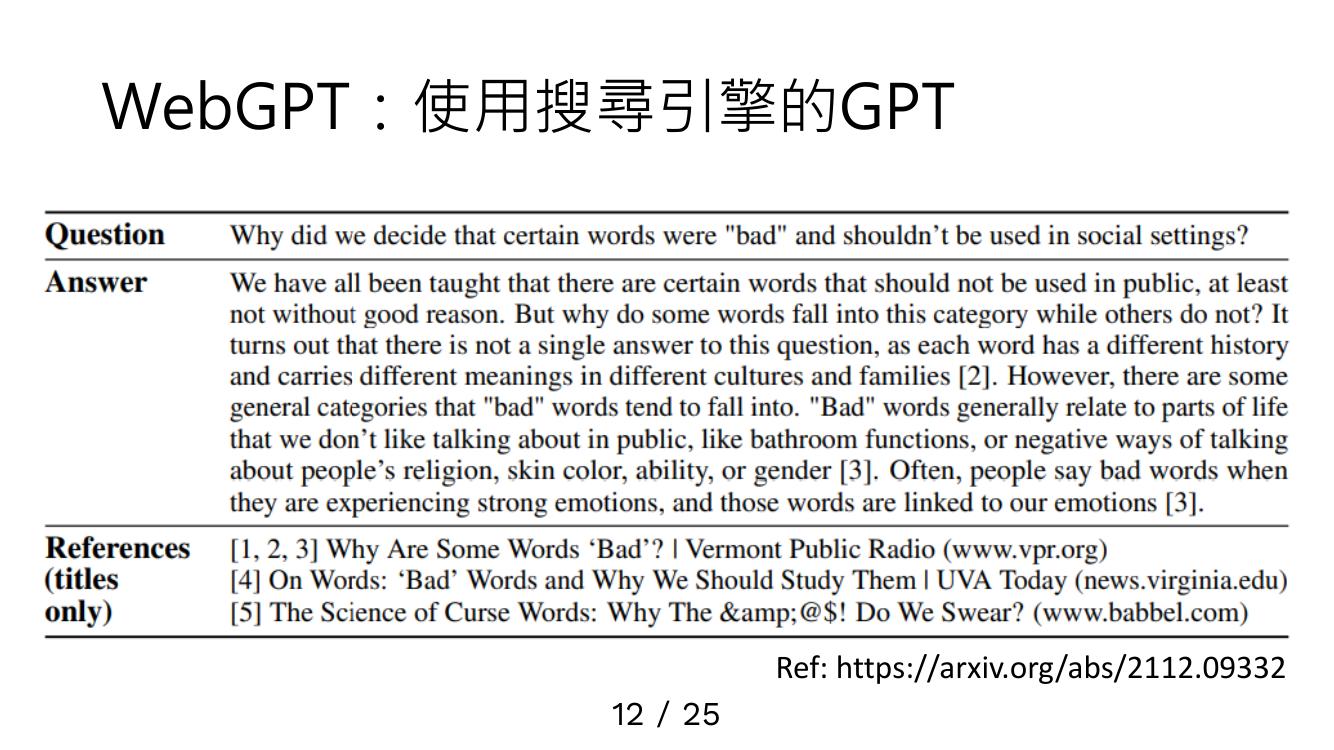 WebGPT：使用搜尋引擎的GPT
Question Why did we decide that certain words were "bad" and shouldn't be used in social settings?
Answer We have all been taught that there are certain words that should not be used in public, at least
not without good reason. But why do some words fall into this category while others do not? It
turns out that there is not a single answer to this question, as each word has a different history
and carries different meanings in different cultures and families [2]. However, there are some
general categories that "bad" words tend to fall into. "Bad" words generally relate to parts of life
that we don't like talking about in public, like bathroom functions, or negative ways of talking
about people's religion, skin color, ability, or gender [3]. Often, people say bad words when
they are experiencing strong emotions, and those words are linked to our emotions [3].
References [1, 2, 3] Why Are Some Words ‘Bad’? | Vermont Public Radio (www.vpr.org)
(titles [4] On Words: ‘Bad’ Words and Why We Should Study Them | UVA Today (news.virginia.edu)
only) [5] The Science of Curse Words: Why The &amp;@$! Do We Swear? (www.babbel.com)
Ref: https://arxiv.org/abs/2112.09332
12 / 25